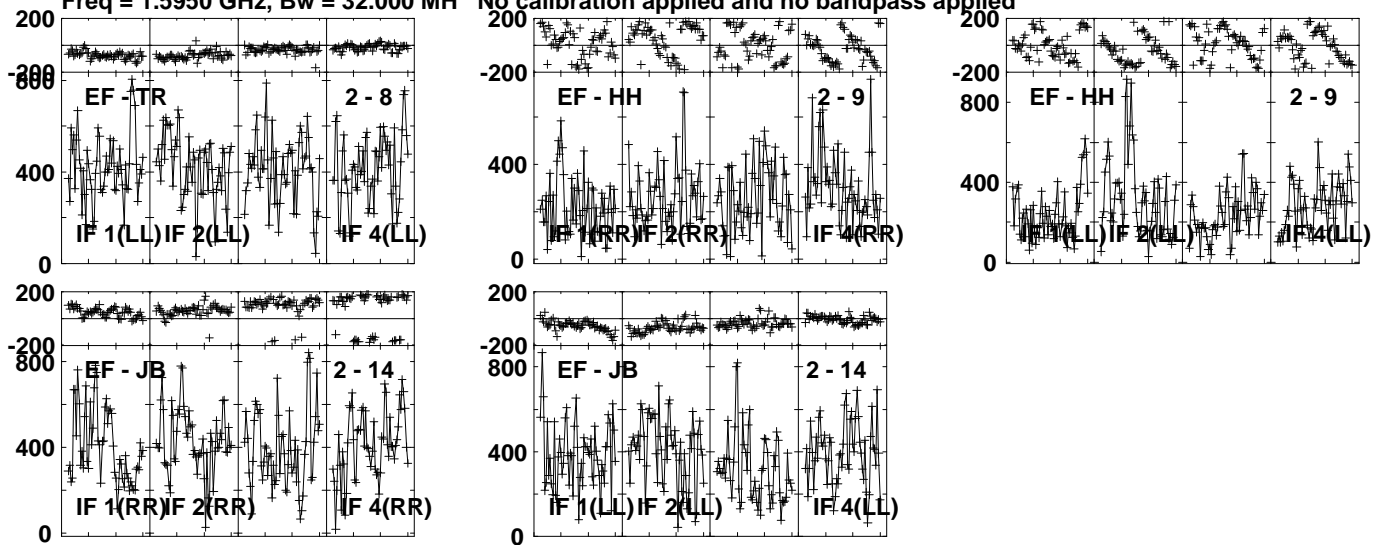 Freq = 1.5950 GHz, Bw = 32.000 MH No calibration applied and no bandpass applied
200
-200
800
400
0
EF - TR
2 - 8
IF 1(LL)
IF 2(LL)
IF 4(LL)
200
-200
400
0
EF - HH
2 - 9
IF 1(RR)
IF 2(RR)
IF 4(RR)
200
-200
800
400
0
EF - HH
2 - 9
IF 1(LL)
IF 2(LL)
IF 4(LL)
200
-200
800
400
0
EF - JB
2 - 14
IF 1(RR)
IF 2(RR)
IF 4(RR)
200
-200
800
400
0
EF - JB
2 - 14
IF 1(LL)
IF 2(LL)
IF 4(LL)